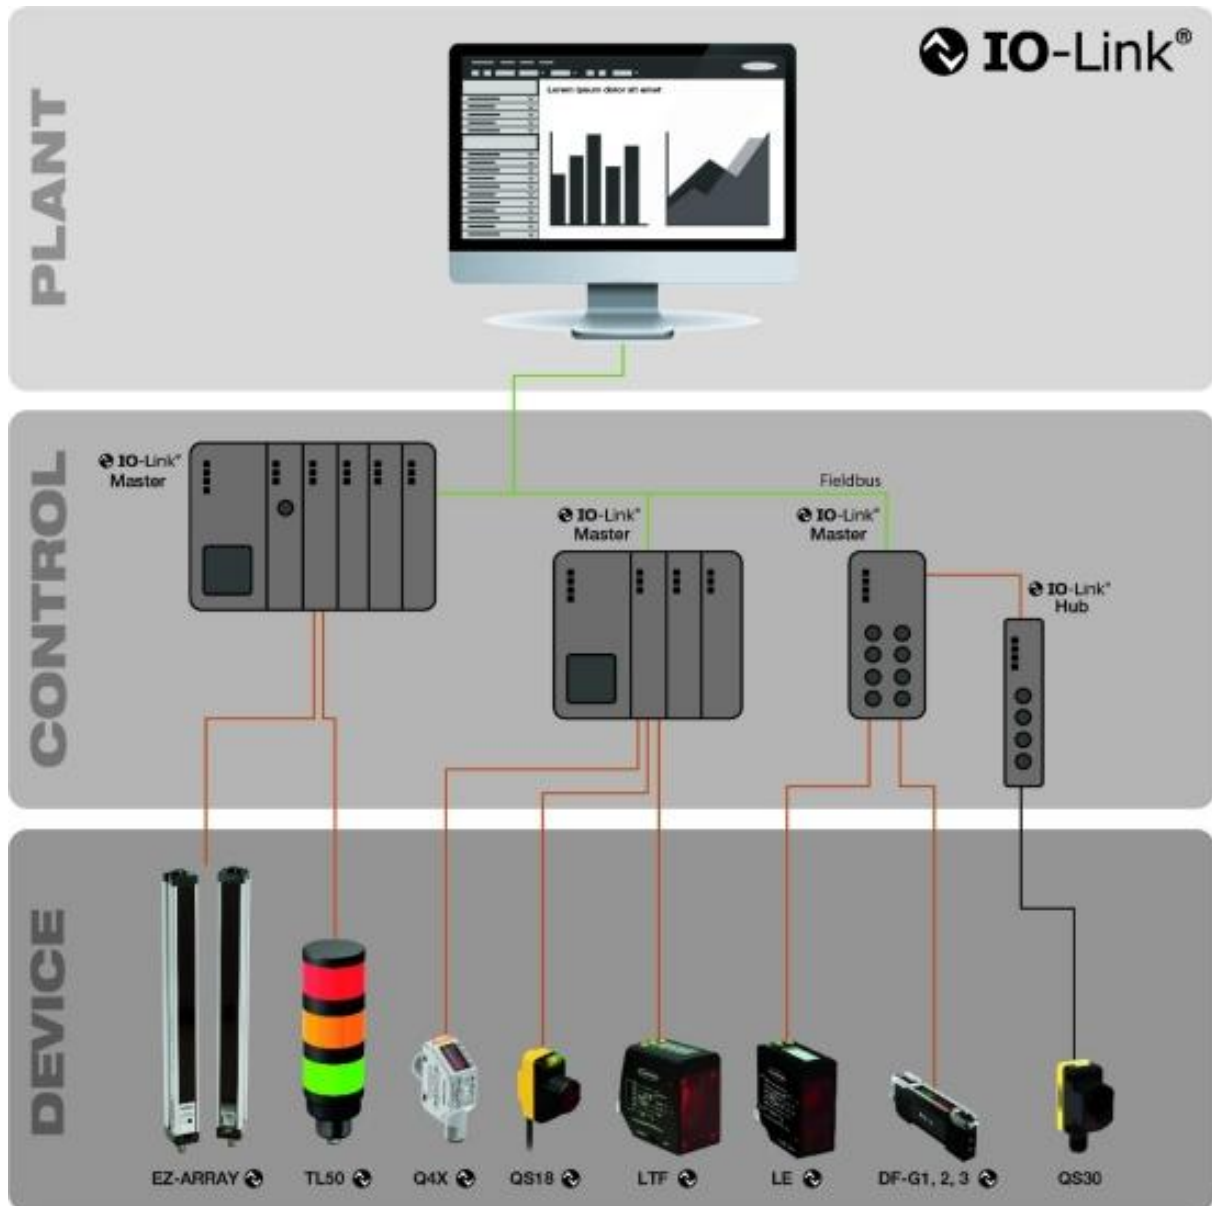 IO-Link®
PLANT
Lorem ipsum dolor sit amet
CONTROL
IO-Link®
Master
Fieldbus
IO-Link®
Master
IO-Link®
Master
IO-Link®
Hub
DEVICE
EZ-ARRAY
TL50
Q4X
QS18
LTF
LE
DF-G1, 2, 3
QS30